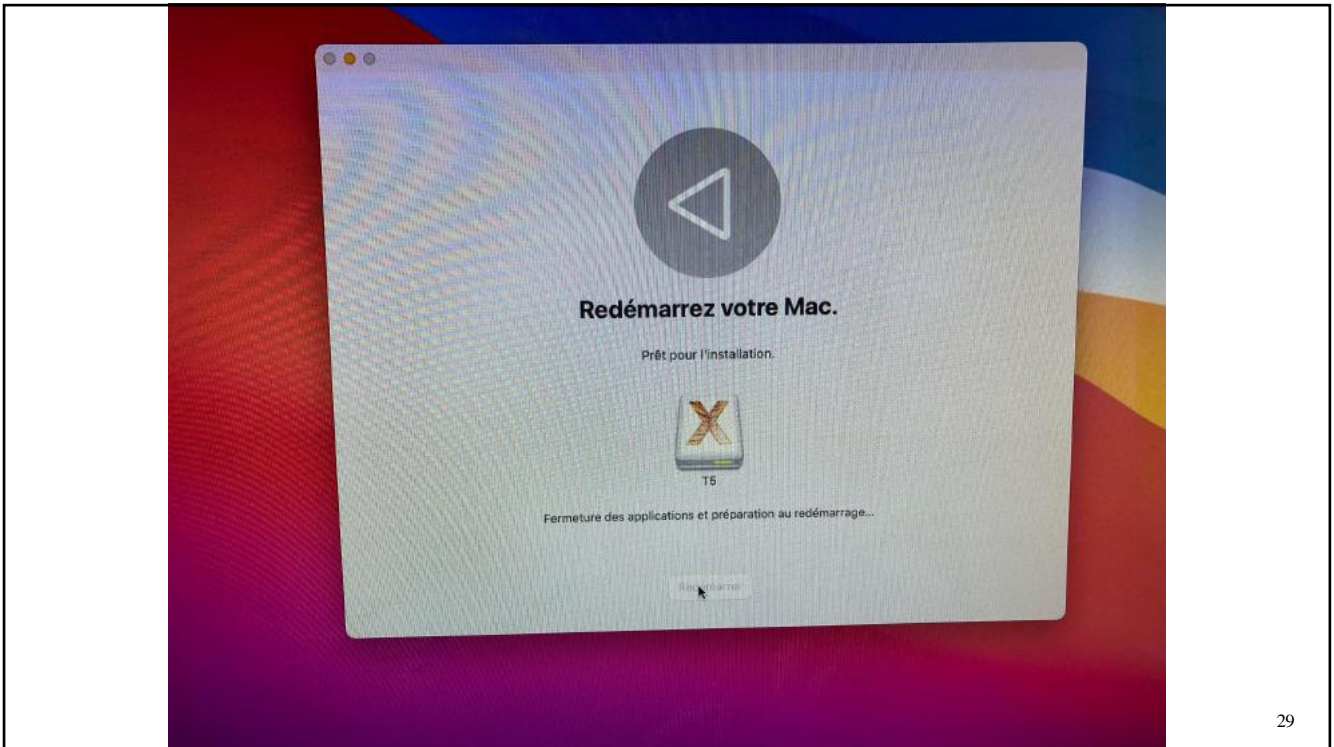 Redémarrez votre Mac.
Prêt pour l'installation.
X
T5
Fermeture des applications et préparation au redémarrage...
29